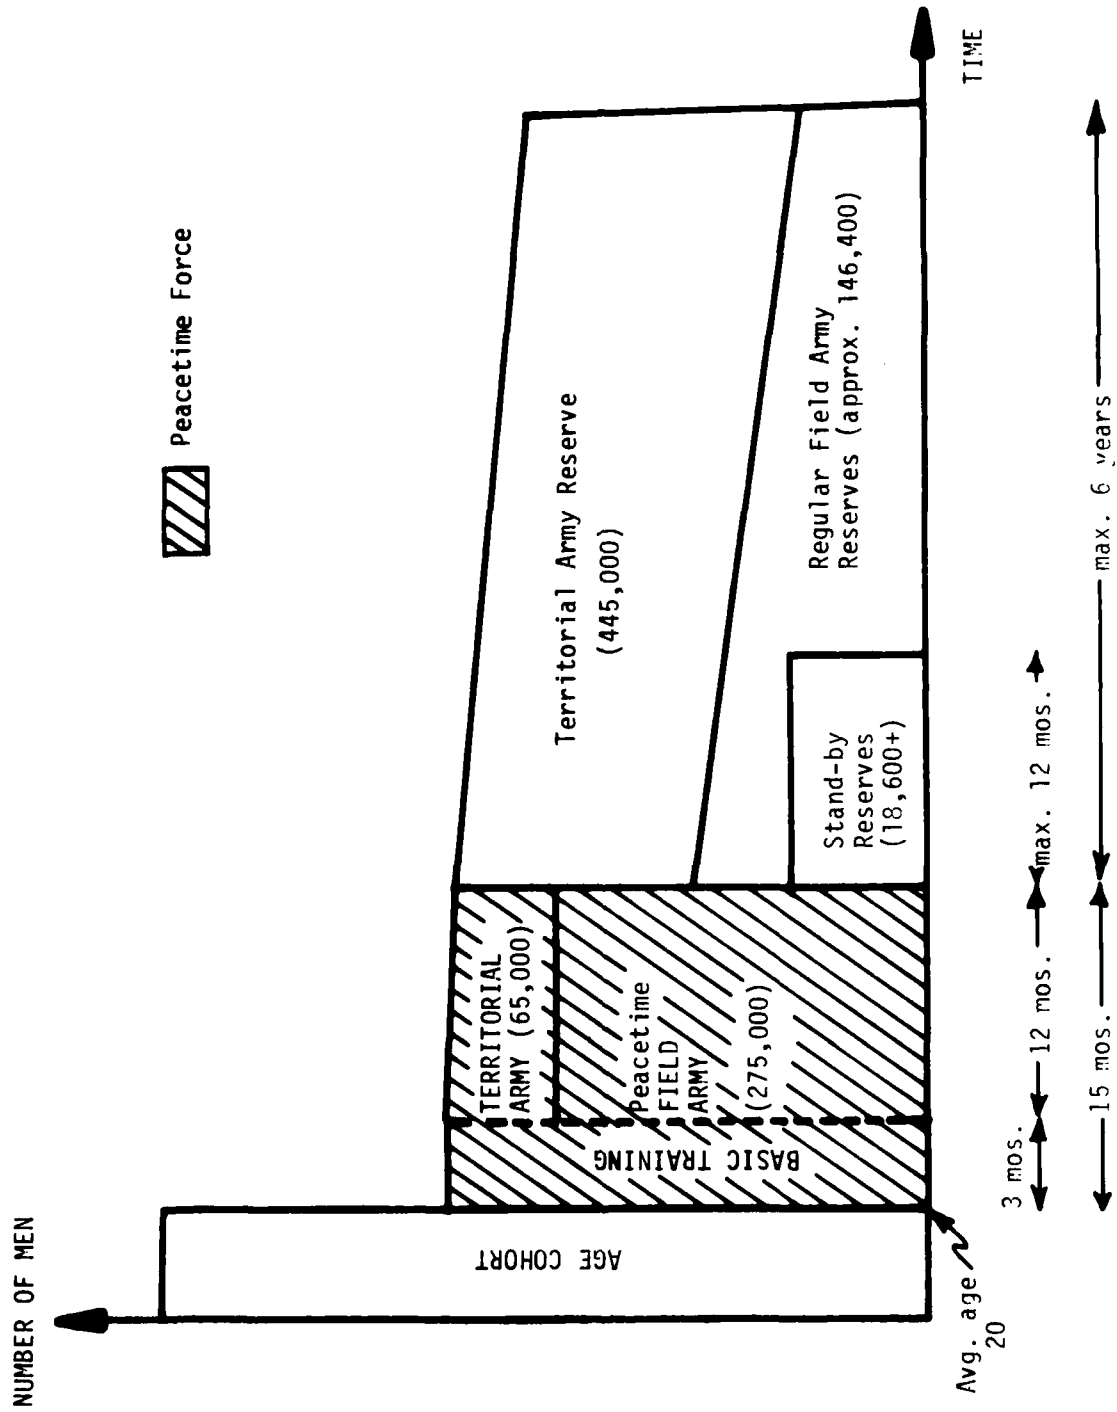 NUMBER OF MEN
Peacetime Force
AGE COHORT
BASIC TRAINING
TERRITORIAL
ARMY (65,000)
Peacetime
FIELD
ARMY
(275,000)
Territorial Army Reserve
(445,000)
Regular Field Army
Reserves (approx. 146,400)
Stand-by
Reserves
(18,600+)
TIME
Avg. age
20
3 mos.
12 mos.
max. 12 mos.
15 mos.
max. 6 years